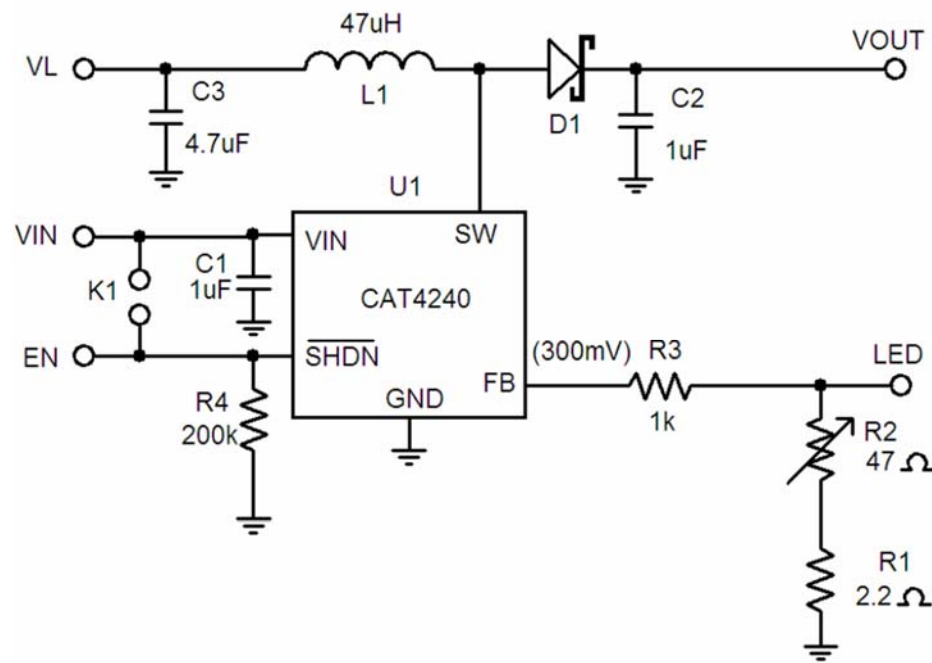 47uH
VL
VOUT
C3
4.7uF
L1
D1
C2
1uF
U1
VIN
VIN
SW
C1
1uF
K1
CAT4240
EN
SHDN
(300mV)
R3
LED
FB
GND
1k
R4
200k
R2
47 Ω
R1
2.2 Ω